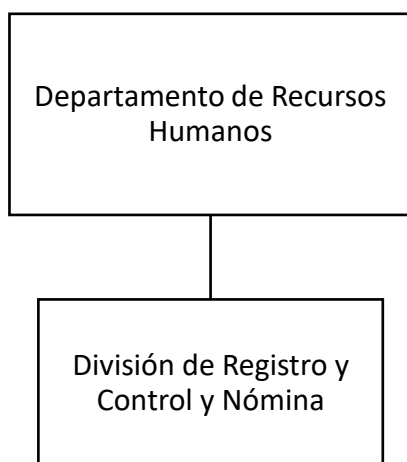 Departamento de Recursos
Humanos
División de Registro y
Control y Nómina